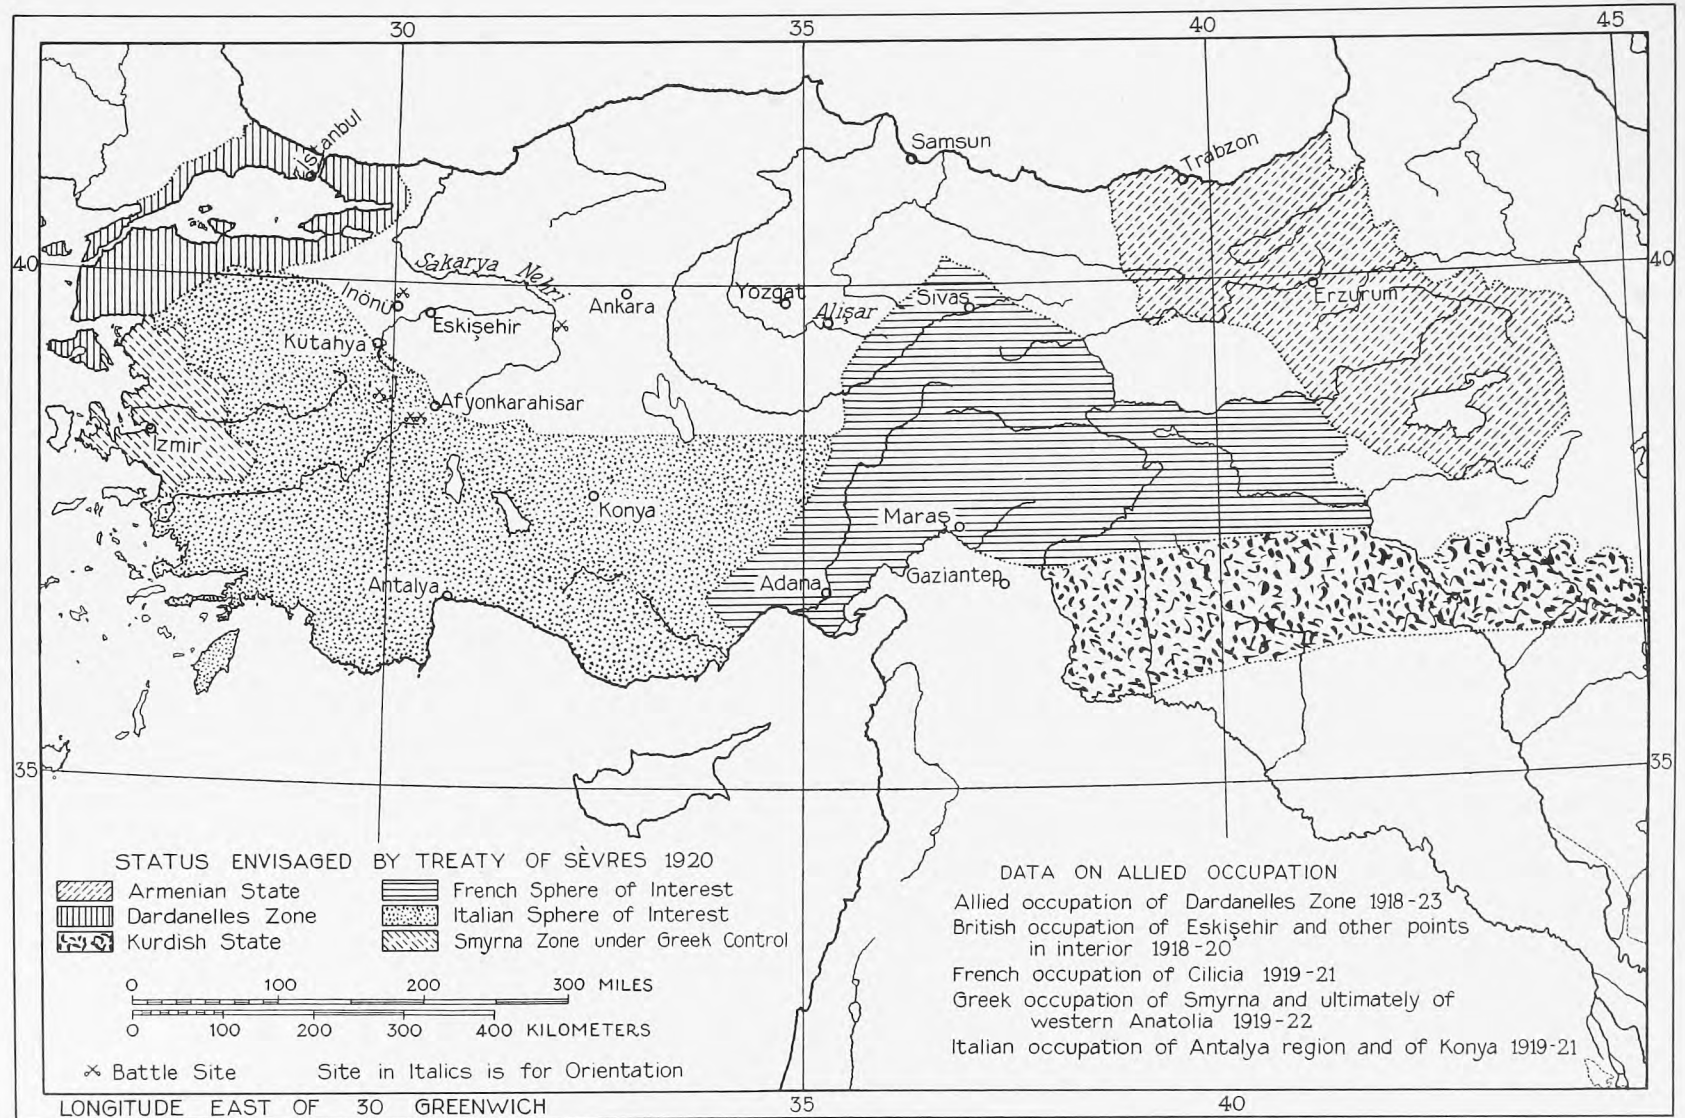 30 35 40 45
İstanbul
Samsun
Trabzon
40 40
Sakarya Nehri
İnönü
Ankara
Yozgat
Alişar
Sivas
Erzurum
Eskişehir
Kütahya
Afyonkarahisar
İzmir
Konya
Maraş
Antalya
Adana
Gaziantep
35 35
STATUS ENVISAGED BY TREATY OF SÈVRES 1920
Armenian State
Dardanelles Zone
Kurdish State
French Sphere of Interest
Italian Sphere of Interest
Smyrna Zone under Greek Control
0 100 200 300 MILES
0 100 200 300 400 KILOMETERS
Battle Site Site in Italics is for Orientation
LONGITUDE EAST OF 30 GREENWICH
35 40
DATA ON ALLIED OCCUPATION
Allied occupation of Dardanelles Zone 1918-23
British occupation of Eskişehir and other points
in interior 1918-20
French occupation of Cilicia 1919-21
Greek occupation of Smyrna and ultimately of
western Anatolia 1919-22
Italian occupation of Antalya region and of Konya 1919-21